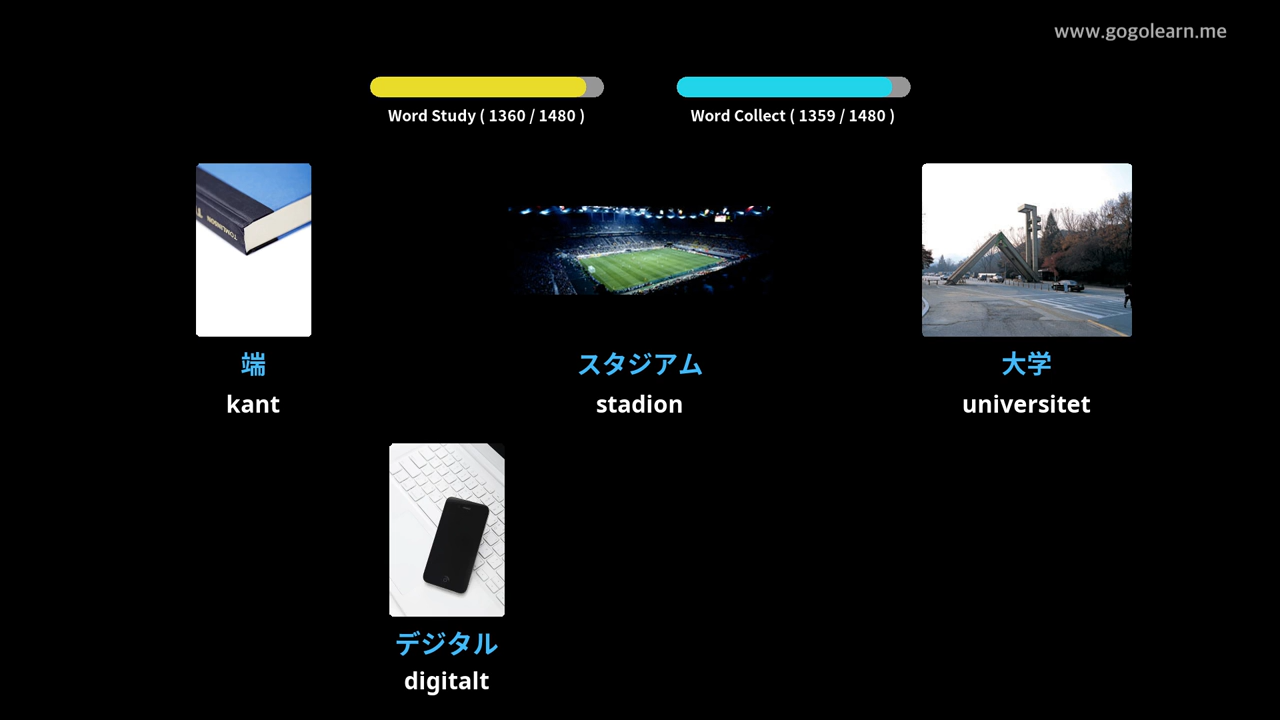 www.gogolearn.me
Word Study ( 1360 / 1480 )
Word Collect ( 1359 / 1480 )
TOMLINSON
端
kant
スタジアム
stadion
大学
universitet
デジタル
digitalt